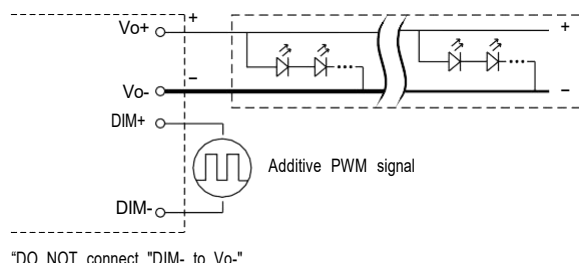 Vo+ + +
Vo- − −
DIM+
Additive PWM signal
DIM-
“DO NOT connect "DIM- to Vo-"